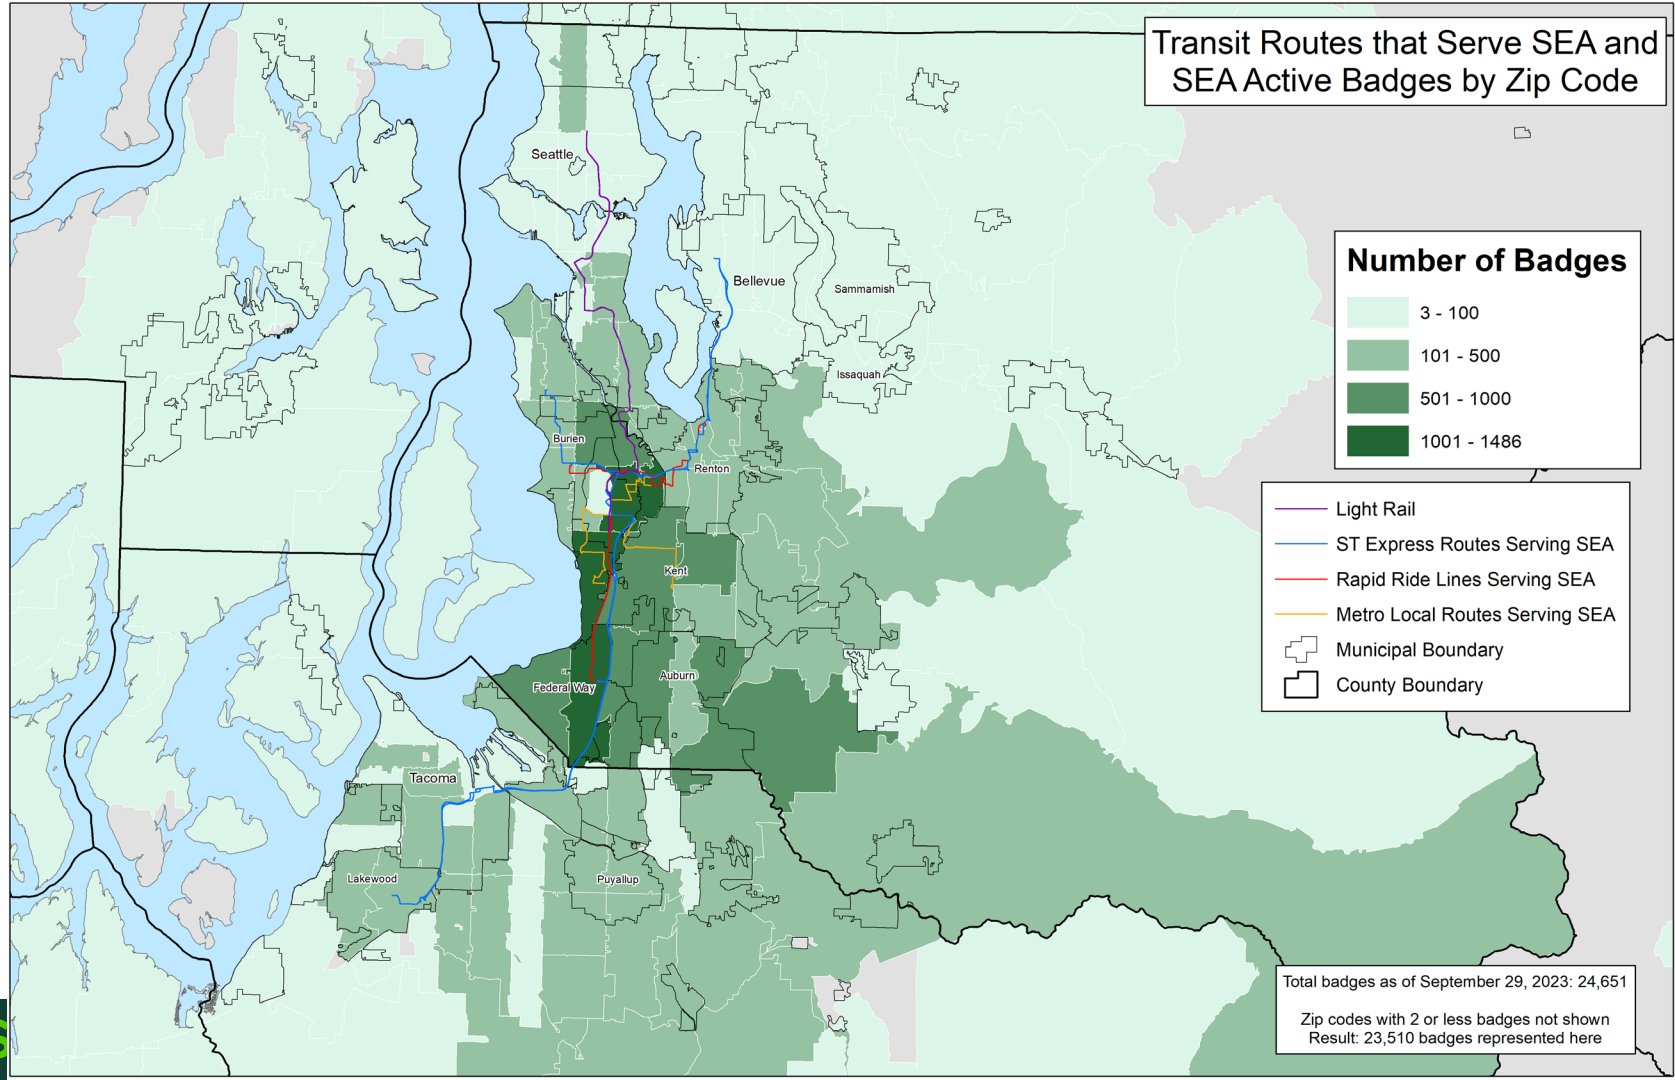 Transit Routes that Serve SEA and
SEA Active Badges by Zip Code
Seattle
Bellevue
Sammamish
Issaquah
Burien
Renton
Kent
Federal Way
Auburn
Tacoma
Lakewood
Puyallup
Number of Badges
3 - 100
101 - 500
501 - 1000
1001 - 1486
Light Rail
ST Express Routes Serving SEA
Rapid Ride Lines Serving SEA
Metro Local Routes Serving SEA
Municipal Boundary
County Boundary
Total badges as of September 29, 2023: 24,651
Zip codes with 2 or less badges not shown
Result: 23,510 badges represented here